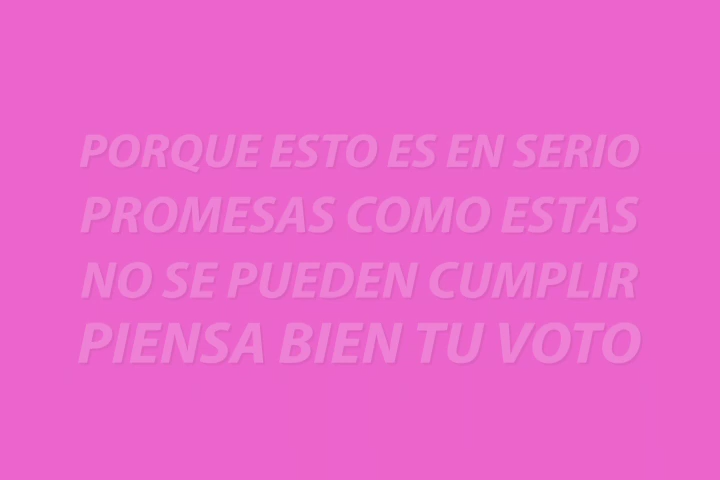 PORQUE ESTO ES EN SERIO
PROMESAS COMO ESTAS
NO SE PUEDEN CUMPLIR
PIENSA BIEN TU VOTO